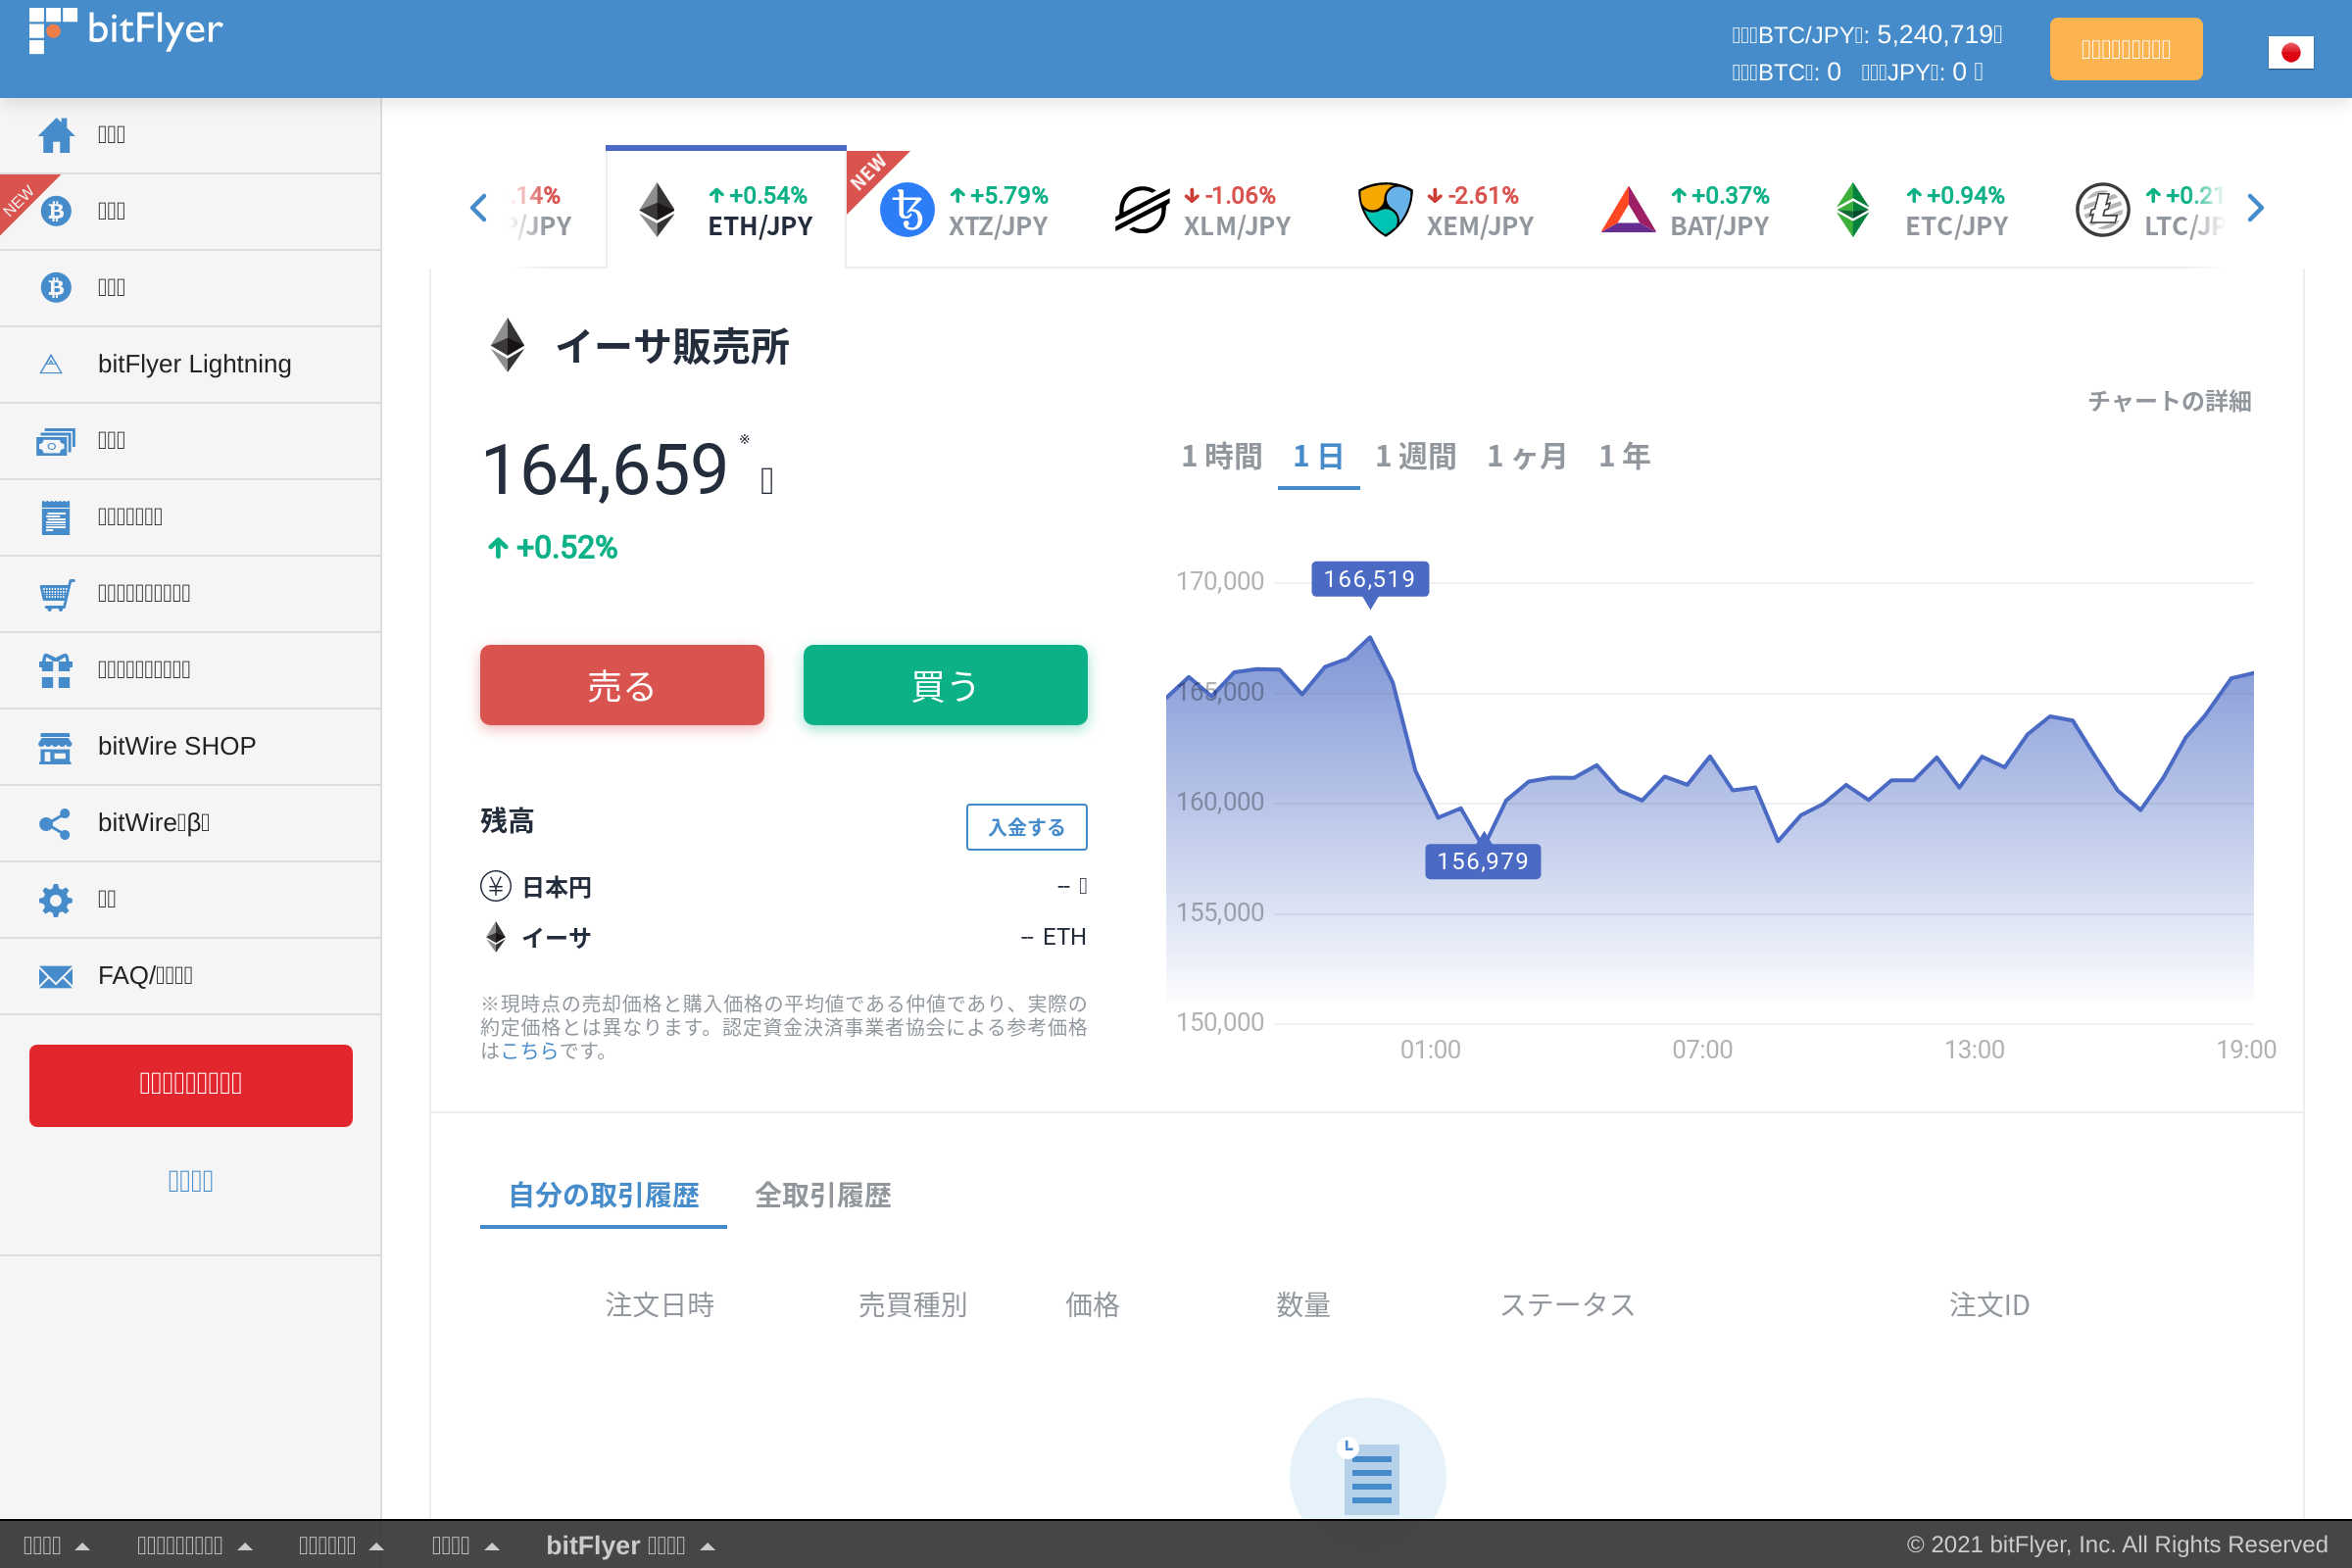 bitFlyer
BTC/JPY: 5,240,719
BTC: 0 JPY: 0
NEW
bitFlyer Lightning
bitWire SHOP
bitWire β
FAQ/
.14%
/JPY
+0.54%
ETH/JPY
NEW
+5.79%
XTZ/JPY
-1.06%
XLM/JPY
-2.61%
XEM/JPY
+0.37%
BAT/JPY
+0.94%
ETC/JPY
+0.21
LTC/JP
イーサ販売所
チャートの詳細
164,659 ※
+0.52%
1 時間 1 日 1 週間 1 ヶ月 1 年
売る 買う
残高 入金する
日本円 --
イーサ -- ETH
※現時点の売却価格と購入価格の平均値である仲値であり、実際の
約定価格とは異なります。認定資金決済事業者協会による参考価格
はこちらです。
170,000
166,519
165,000
160,000
156,979
155,000
150,000
01:00 07:00 13:00 19:00
自分の取引履歴 全取引履歴
注文日時 売買種別 価格 数量 ステータス 注文ID
bitFlyer
© 2021 bitFlyer, Inc. All Rights Reserved